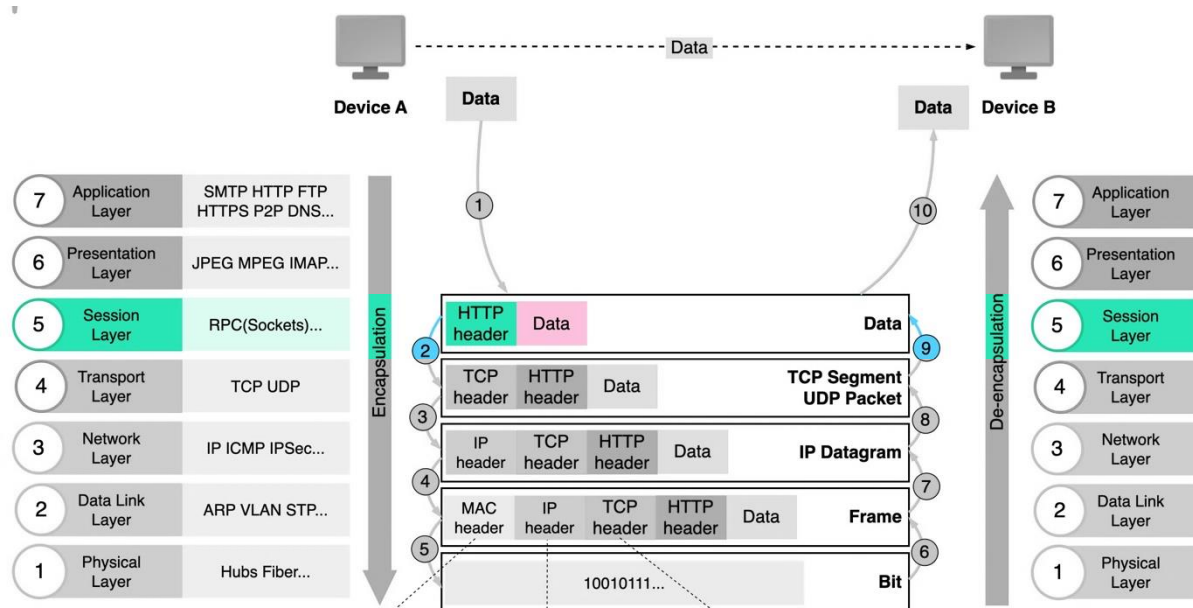 Data
Device A
Data
Data
Device B
7
Application
Layer
SMTP HTTP FTP
HTTPS P2P DNS...
6
Presentation
Layer
JPEG MPEG IMAP...
5
Session
Layer
RPC(Sockets)...
4
Transport
Layer
TCP UDP
3
Network
Layer
IP ICMP IPSec...
2
Data Link
Layer
ARP VLAN STP...
1
Physical
Layer
Hubs Fiber...
Encapsulation
1
10
HTTP
header
Data
Data
2
9
TCP
header
HTTP
header
Data
TCP Segment
UDP Packet
3
8
IP
header
TCP
header
HTTP
header
Data
IP Datagram
4
7
MAC
header
IP
header
TCP
header
HTTP
header
Data
Frame
5
6
10010111...
Bit
De-encapsulation
7
Application
Layer
6
Presentation
Layer
5
Session
Layer
4
Transport
Layer
3
Network
Layer
2
Data Link
Layer
1
Physical
Layer